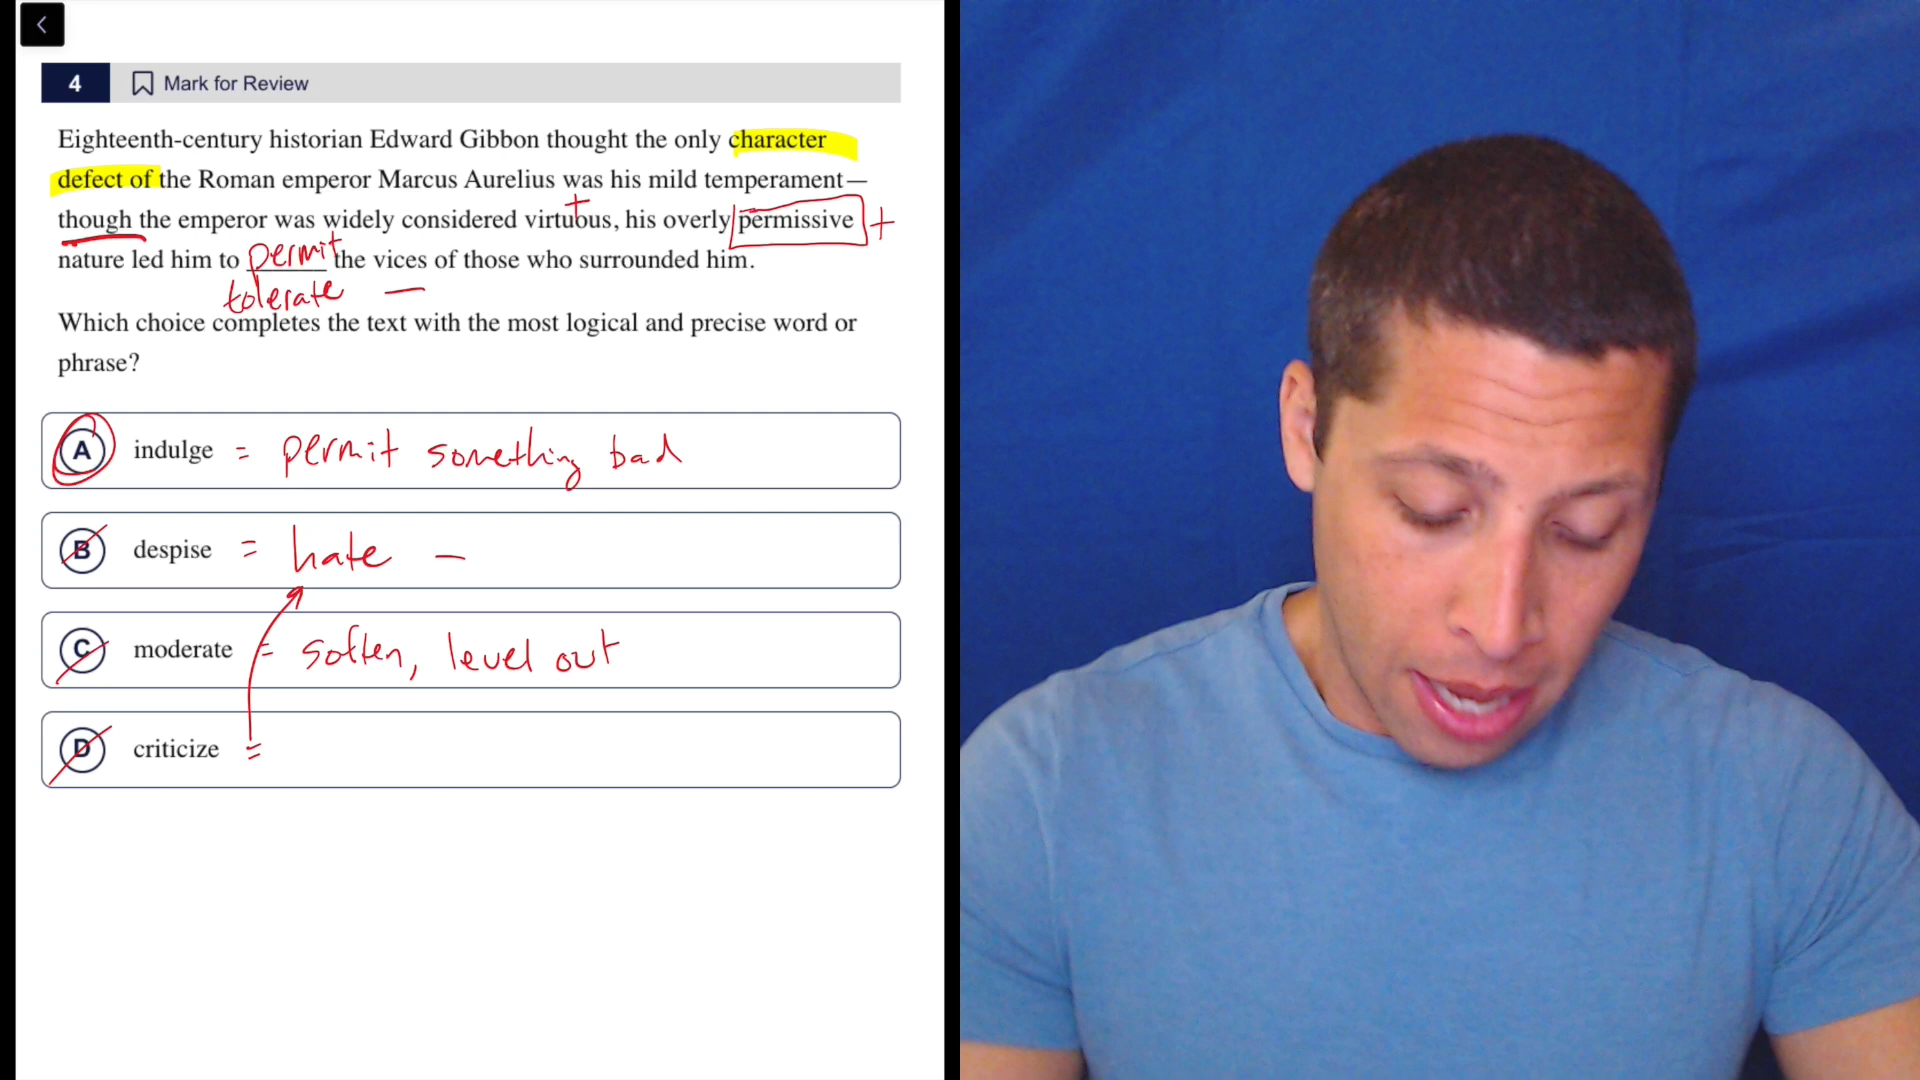 4 Mark for Review
Eighteenth-century historian Edward Gibbon thought the only character
defect of the Roman emperor Marcus Aurelius was his mild temperament—
+
though the emperor was widely considered virtuous, his overly permissive +
permit
nature led him to ______ the vices of those who surrounded him.
tolerate —
Which choice completes the text with the most logical and precise word or
phrase?
A indulge = permit something bad
B despise = hate —
C moderate = soften, level out
D criticize =